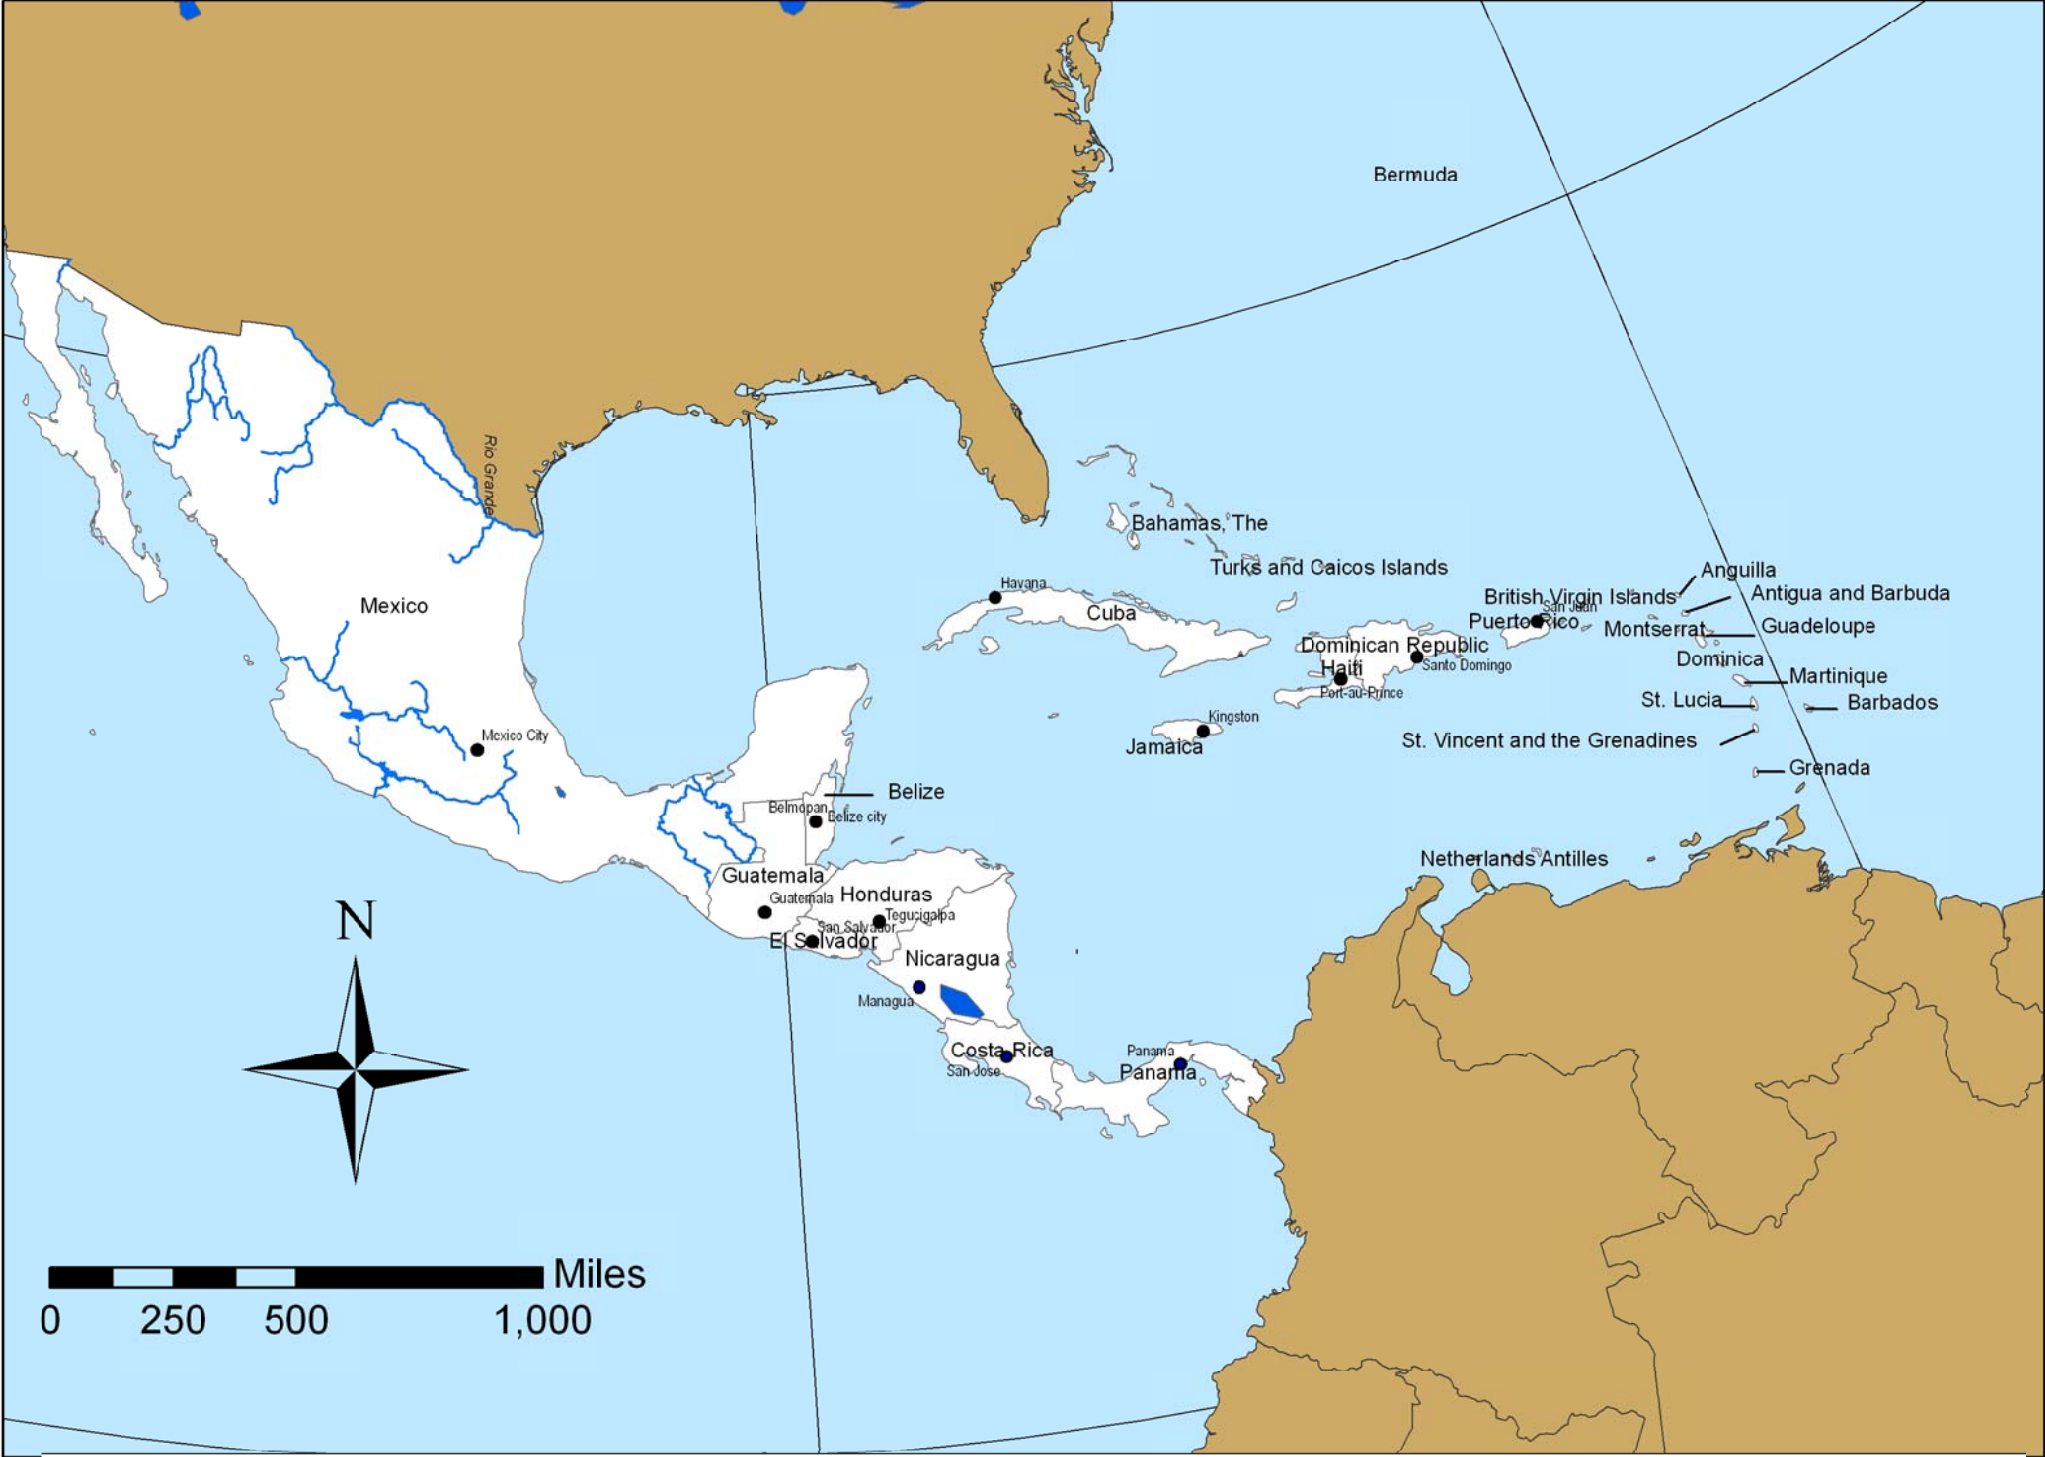 Bermuda
Rio Grande
Bahamas, The
Turks and Caicos Islands
Anguilla
Havana
British Virgin Islands
Antigua and Barbuda
Mexico
Cuba
San Juan
Puerto Rico
Montserrat
Guadeloupe
Dominican Republic
Haiti
Santo Domingo
Dominica
Port-au-Prince
Martinique
St. Lucia
Barbados
Kingston
Jamaica
Mexico City
St. Vincent and the Grenadines
Grenada
Belize
Belmopan
Belize city
Netherlands Antilles
Guatemala
Honduras
Guatemala
Tegucigalpa
San Salvador
El Salvador
N
Nicaragua
Managua
Costa Rica
San Jose
Panama
Panama
Miles
0 250 500 1,000